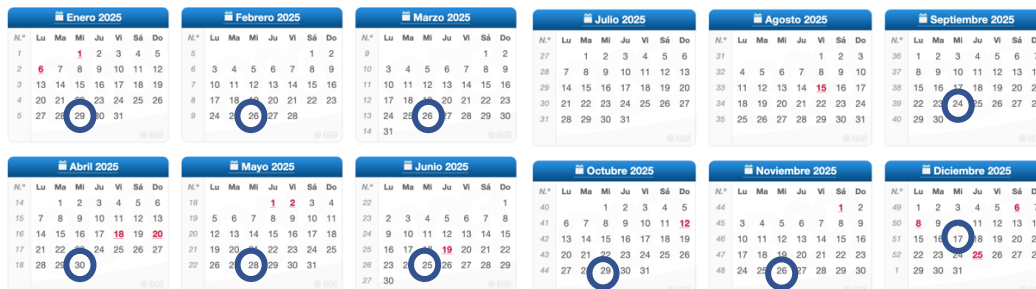 Enero 2025
N.º Lu Ma Mi Ju Vi Sá Do
1 1 2 3 4 5
2 6 7 8 9 10 11 12
3 13 14 15 16 17 18 19
4 20 21 22 23 24 25 26
5 27 28 29 30 31
Febrero 2025
N.º Lu Ma Mi Ju Vi Sá Do
5 1 2
6 3 4 5 6 7 8 9
7 10 11 12 13 14 15 16
8 17 18 19 20 21 22 23
9 24 25 26 27 28
Marzo 2025
N.º Lu Ma Mi Ju Vi Sá Do
9 1 2
10 3 4 5 6 7 8 9
11 10 11 12 13 14 15 16
12 17 18 19 20 21 22 23
13 24 25 26 27 28 29 30
14 31
Julio 2025
N.º Lu Ma Mi Ju Vi Sá Do
27 1 2 3 4 5 6
28 7 8 9 10 11 12 13
29 14 15 16 17 18 19 20
30 21 22 23 24 25 26 27
31 28 29 30 31
Agosto 2025
N.º Lu Ma Mi Ju Vi Sá Do
31 1 2 3
32 4 5 6 7 8 9 10
33 11 12 13 14 15 16 17
34 18 19 20 21 22 23 24
35 25 26 27 28 29 30 31
Septiembre 2025
N.º Lu Ma Mi Ju Vi Sá Do
36 1 2 3 4 5 6 7
37 8 9 10 11 12 13 14
38 15 16 17 18 19 20 21
39 22 23 24 25 26 27 28
40 29 30
Abril 2025
N.º Lu Ma Mi Ju Vi Sá Do
14 1 2 3 4 5 6
15 7 8 9 10 11 12 13
16 14 15 16 17 18 19 20
17 21 22 23 24 25 26 27
18 28 29 30
Mayo 2025
N.º Lu Ma Mi Ju Vi Sá Do
18 1 2 3 4
19 5 6 7 8 9 10 11
20 12 13 14 15 16 17 18
21 19 20 21 22 23 24 25
22 26 27 28 29 30 31
Junio 2025
N.º Lu Ma Mi Ju Vi Sá Do
22 1
23 2 3 4 5 6 7 8
24 9 10 11 12 13 14 15
25 16 17 18 19 20 21 22
26 23 24 25 26 27 28 29
27 30
Octubre 2025
N.º Lu Ma Mi Ju Vi Sá Do
40 1 2 3 4 5
41 6 7 8 9 10 11 12
42 13 14 15 16 17 18 19
43 20 21 22 23 24 25 26
44 27 28 29 30 31
Noviembre 2025
N.º Lu Ma Mi Ju Vi Sá Do
44 1 2
45 3 4 5 6 7 8 9
46 10 11 12 13 14 15 16
47 17 18 19 20 21 22 23
48 24 25 26 27 28 29 30
Diciembre 2025
N.º Lu Ma Mi Ju Vi Sá Do
49 1 2 3 4 5 6 7
50 8 9 10 11 12 13 14
51 15 16 17 18 19 20 21
52 22 23 24 25 26 27 28
1 29 30 31